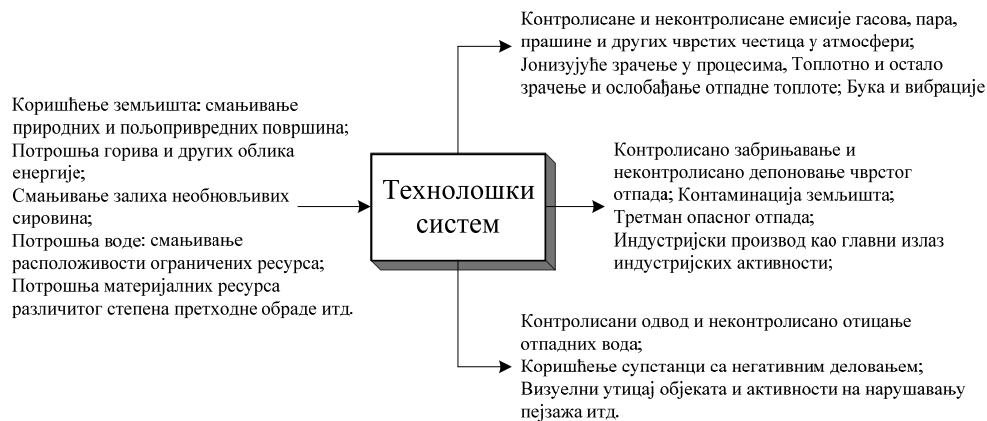 Коришћење земљишта: смањивање
природних и пољопривредних површина;
Потрошња горива и других облика
енергије;
Смањивање залиха необновљивих
сировина;
Потрошња воде: смањивање
расположивости ограничених ресурса;
Потрошња материјалних ресурса
различитог степена претходне обраде итд.
Технолошки
систем
Контролисане и неконтролисане емисије гасова, пара,
прашине и других чврстих честица у атмосфери;
Јонизујуће зрачење у процесима, Топлотно и остало
зрачење и ослобађање отпадне топлоте; Бука и вибрације
Контролисано забрињавање и
неконтролисано депоновање чврстог
отпада; Контаминација земљишта;
Третман опасног отпада;
Индустријски производ као главни излаз
индустријских активности;
Контролисани одвод и неконтролисано отицање
отпадних вода;
Коришћење супстанци са негативним деловањем;
Визуелни утицај објеката и активности на нарушавању
пејзажа итд.